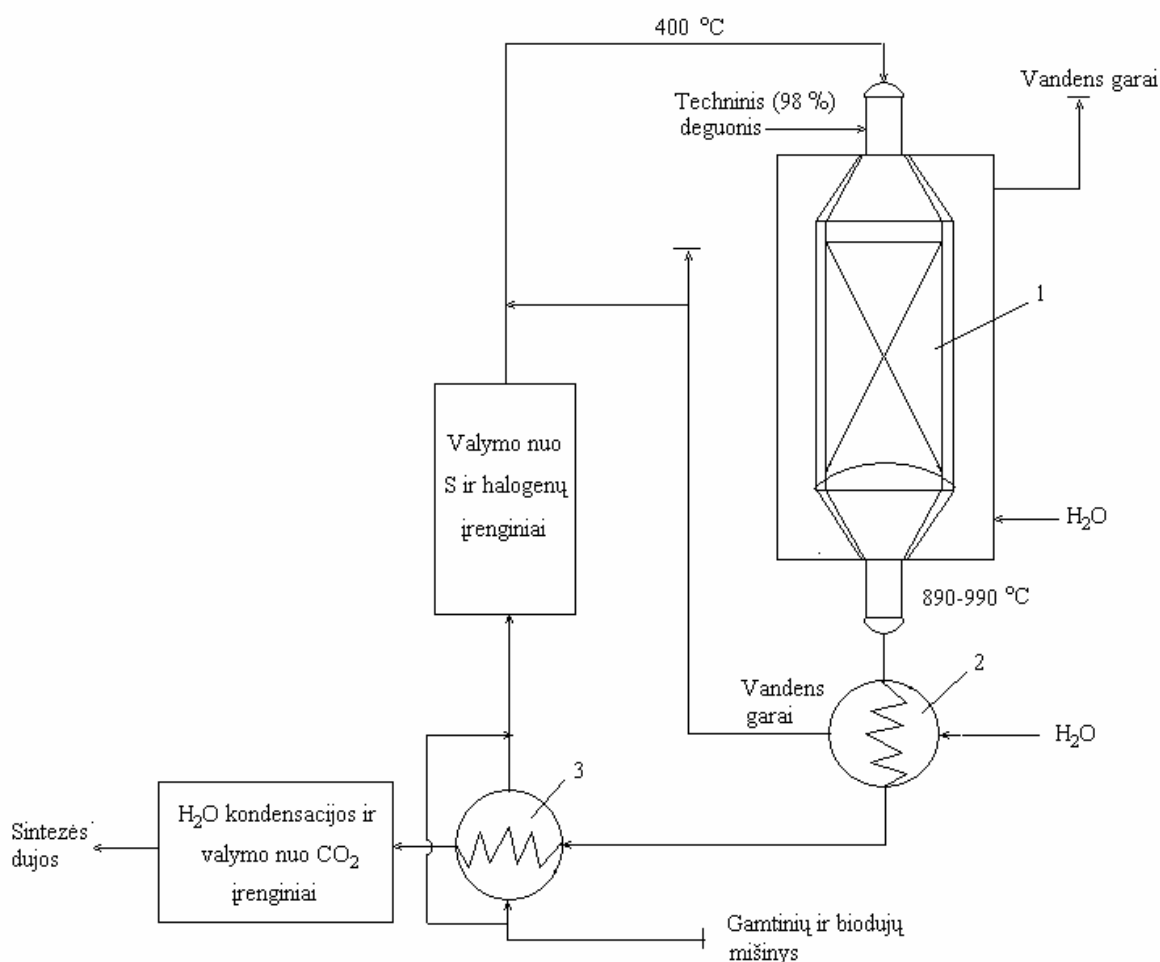 400 °C
Vandens garai
Techninis (98 %)
deguonis
1
Valymo nuo
S ir halogenų
įrenginiai
H2O
890-990 °C
2
Vandens
garai
H2O
3
H2O kondensacijos ir
valymo nuo CO2
įrenginiai
Sintezės
dujos
Gamtinių ir biodujų
mišinys